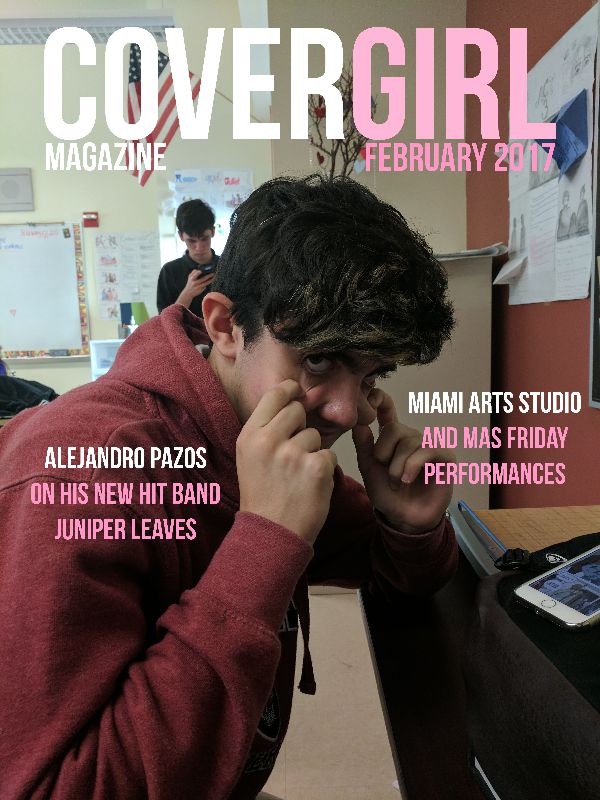 COVERGIRL
MAGAZINE FEBRUARY 2017
MIAMI ARTS STUDIO
AND MAS FRIDAY
PERFORMANCES
ALEJANDRO PAZOS
ON HIS NEW HIT BAND
JUNIPER LEAVES